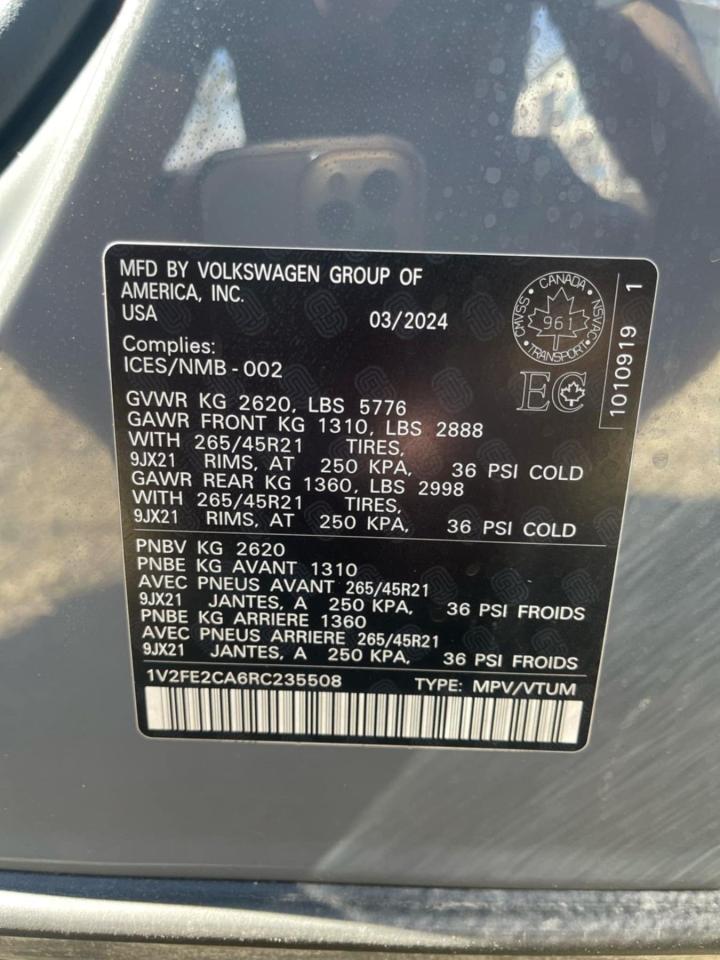 MFD BY VOLKSWAGEN GROUP OF
AMERICA, INC.
USA 03/2024
CANADA
CMVSS NSVAC
961
TRANSPORT
Complies:
ICES/NMB-002
EC
1010919 1
GVWR KG 2620, LBS 5776
GAWR FRONT KG 1310, LBS 2888
WITH 265/45R21 TIRES,
9JX21 RIMS, AT 250 KPA, 36 PSI COLD
GAWR REAR KG 1360, LBS 2998
WITH 265/45R21 TIRES,
9JX21 RIMS, AT 250 KPA, 36 PSI COLD
PNBV KG 2620
PNBE KG AVANT 1310
AVEC PNEUS AVANT 265/45R21
9JX21 JANTES, A 250 KPA, 36 PSI FROIDS
PNBE KG ARRIERE 1360
AVEC PNEUS ARRIERE 265/45R21
9JX21 JANTES, A 250 KPA, 36 PSI FROIDS
1V2FE2CA6RC235508 TYPE: MPV/VTUM